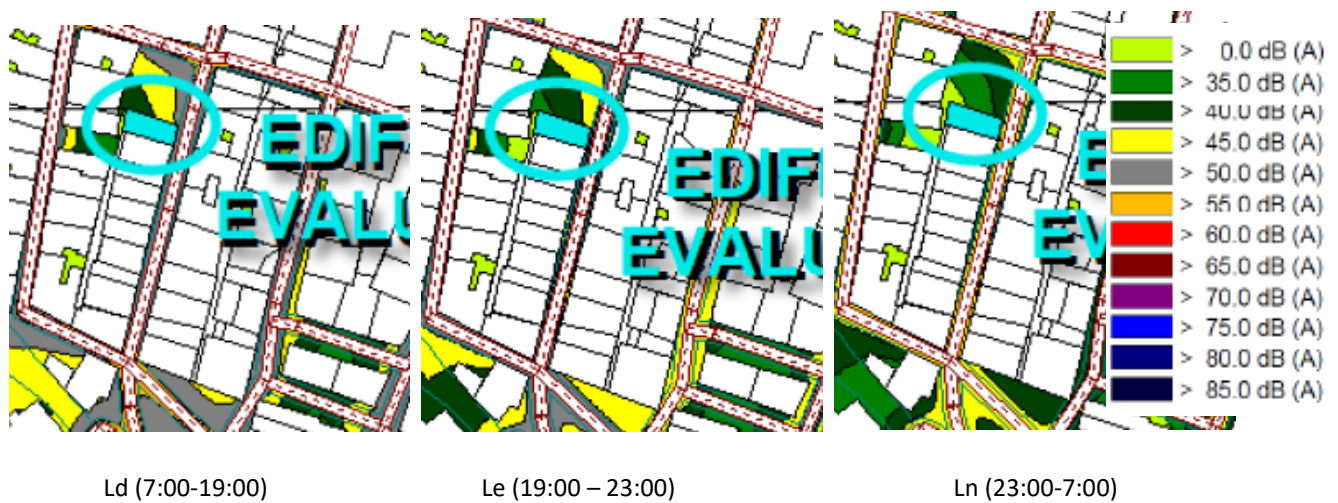 EDIF
EVALU
EDIF
EVALU
E
EV
> 0.0 dB (A)
> 35.0 dB (A)
> 40.0 dB (A)
> 45.0 dB (A)
> 50.0 dB (A)
> 55.0 dB (A)
> 60.0 dB (A)
> 65.0 dB (A)
> 70.0 dB (A)
> 75.0 dB (A)
> 80.0 dB (A)
> 85.0 dB (A)
Ld (7:00-19:00)
Le (19:00 – 23:00)
Ln (23:00-7:00)